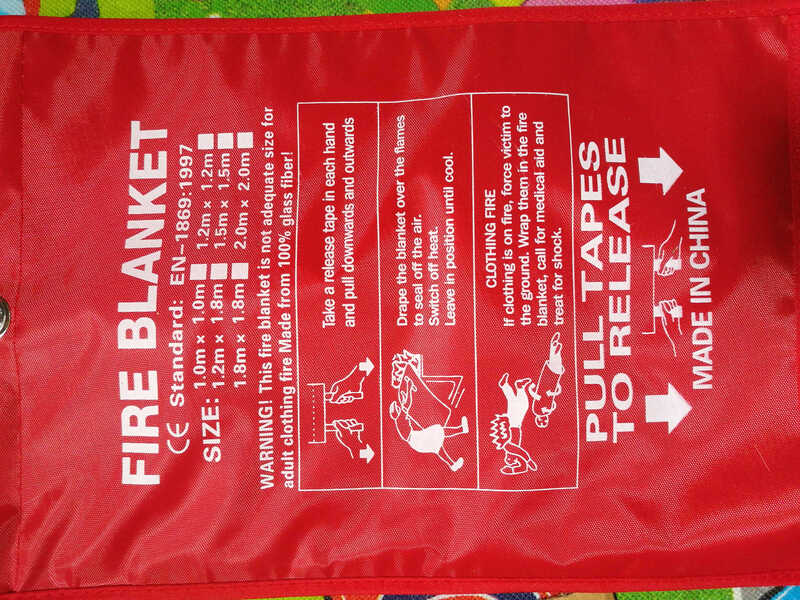 FIRE BLANKET
CE Standard: EN-1869:1997
SIZE: 1.0m × 1.0m 1.2m × 1.2m
1.2m × 1.8m 1.5m × 1.5m
1.8m × 1.8m 2.0m × 2.0m
WARNING! This fire blanket is not adequate size for
adult clothing fire Made from 100% glass fiber!
Take a release tape in each hand
and pull downwards and outwards
Drape the blanket over the flames
to seal off the air.
Switch off heat.
Leave in position until cool.
CLOTHING FIRE
If clothing is on fire, force victim to
the ground. Wrap them in the fire
blanket, call for medical aid and
treat for shock.
PULL TAPES
TO RELEASE
MADE IN CHINA